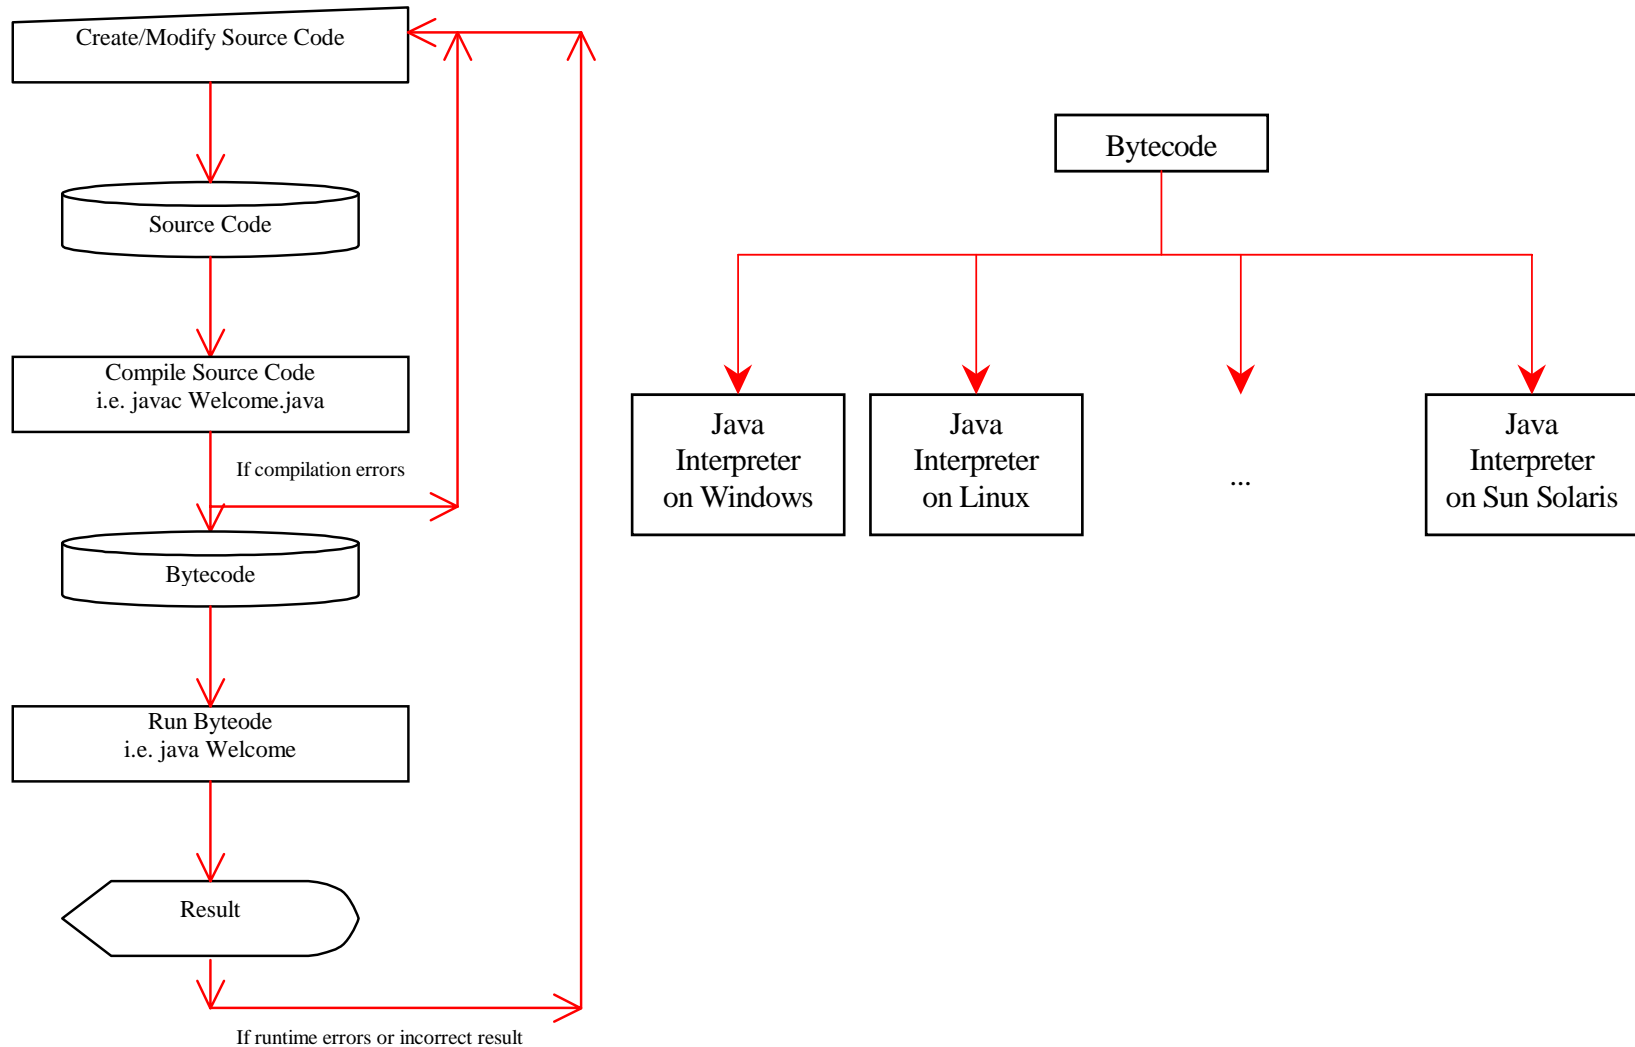 Create/Modify Source Code
Source Code
Compile Source Code
i.e. javac Welcome.java
If compilation errors
Bytecode
Run Byteode
i.e. java Welcome
Result
If runtime errors or incorrect result
Bytecode
Java
Interpreter
on Windows
Java
Interpreter
on Linux
...
Java
Interpreter
on Sun Solaris